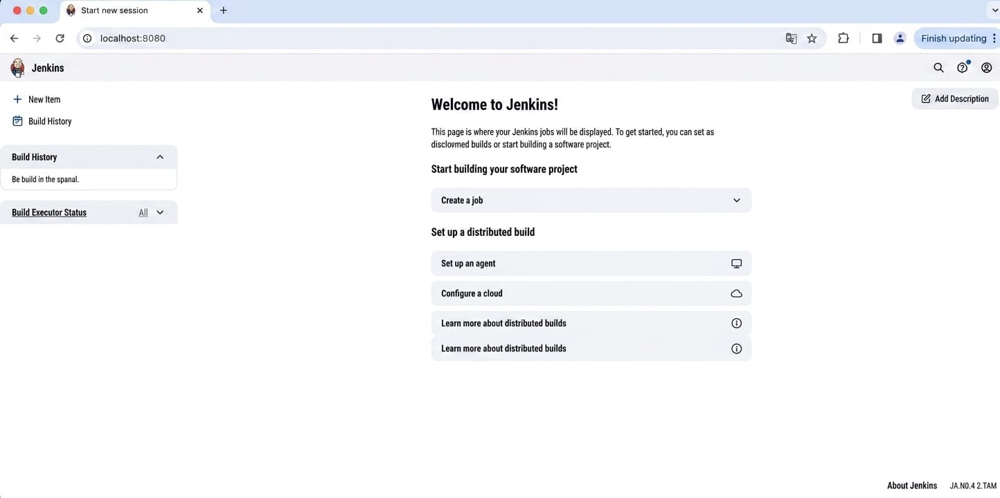 Start new session
localhost:8080
Finish updating
Jenkins
New Item
Build History
Build History
Be build in the spanal.
Build Executor Status All
Add Description
Welcome to Jenkins!
This page is where your Jenkins jobs will be displayed. To get started, you can set as
disclovmed builds or start building a software project.
Start building your software project
Create a job
Set up a distributed build
Set up an agent
Configure a cloud
Learn more about distributed builds
Learn more about distributed builds
About Jenkins JA.N0.4 2.TAM